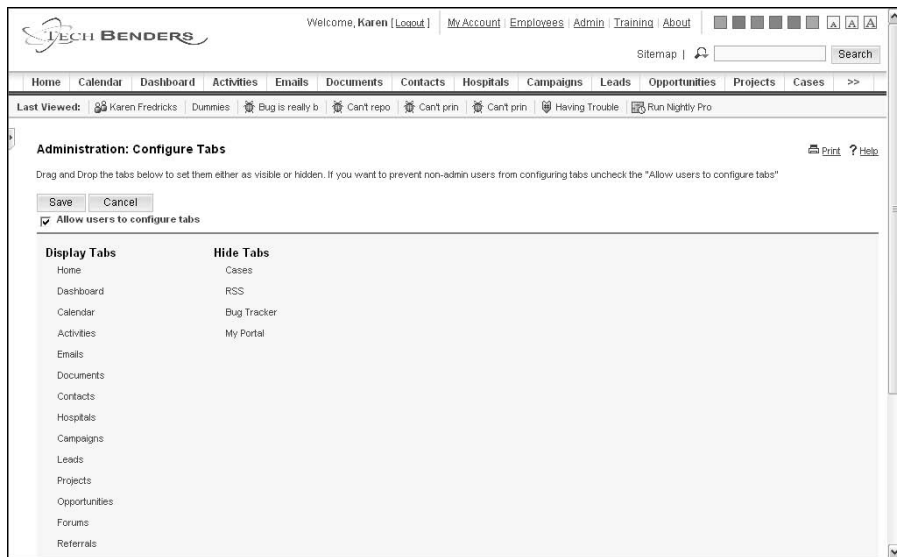 TECH BENDERS
Welcome, Karen [ Logout ] My Account | Employees | Admin | Training | About A A A
Sitemap | Search
Home Calendar Dashboard Activities Emails Documents Contacts Hospitals Campaigns Leads Opportunities Projects Cases >>
Last Viewed: Karen Fredricks Dummies Bug is really b Can't repo Can't prin Can't prin Having Trouble Run Nightly Pro
Administration: Configure Tabs
Print ? Help
Drag and Drop the tabs below to set them either as visible or hidden. If you want to prevent non-admin users from configuring tabs uncheck the "Allow users to configure tabs"
Save Cancel
Allow users to configure tabs
Display Tabs
Home
Dashboard
Calendar
Activities
Emails
Documents
Contacts
Hospitals
Campaigns
Leads
Projects
Opportunities
Forums
Referrals
Hide Tabs
Cases
RSS
Bug Tracker
My Portal